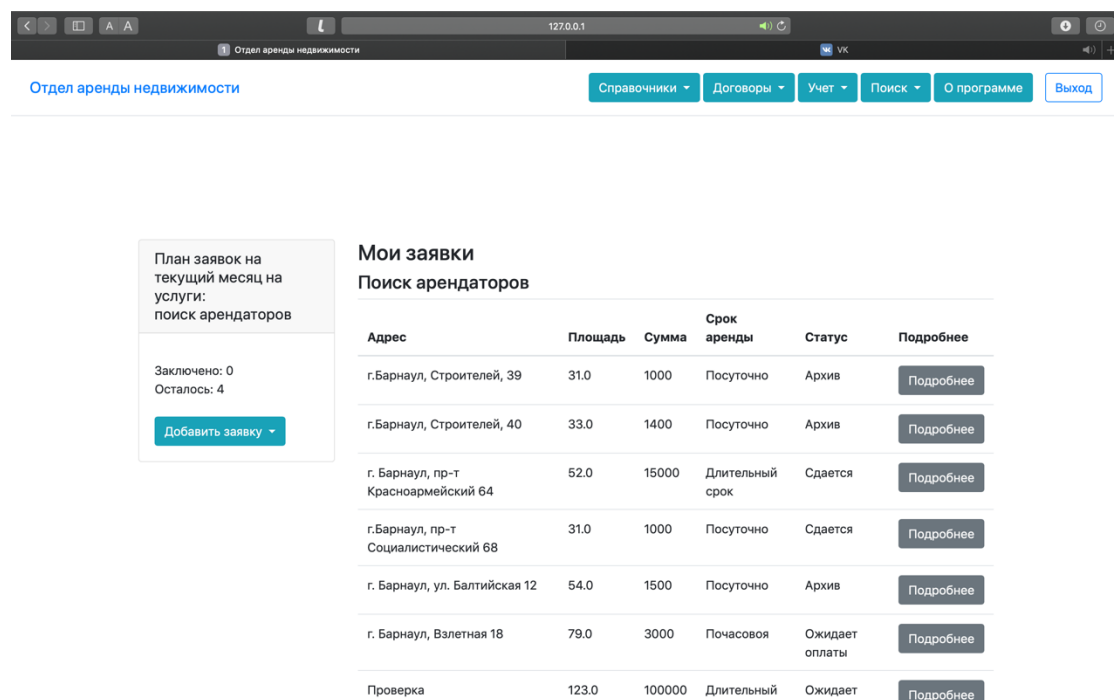 A A
127.0.0.1
1 Отдел аренды недвижимости
VK
Отдел аренды недвижимости
Справочники
Договоры
Учет
Поиск
О программе
Выход
План заявок на
текущий месяц на
услуги:
поиск арендаторов
Заключено: 0
Осталось: 4
Добавить заявку
Мои заявки
Поиск арендаторов
Адрес Площадь Сумма Срок аренды Статус Подробнее
г.Барнаул, Строителей, 39 31.0 1000 Посуточно Архив Подробнее
г.Барнаул, Строителей, 40 33.0 1400 Посуточно Архив Подробнее
г. Барнаул, пр-т Красноармейский 64 52.0 15000 Длительный срок Сдается Подробнее
г.Барнаул, пр-т Социалистический 68 31.0 1000 Посуточно Сдается Подробнее
г. Барнаул, ул. Балтийская 12 54.0 1500 Посуточно Архив Подробнее
г. Барнаул, Взлетная 18 79.0 3000 Почасовоя Ожидает оплаты Подробнее
Проверка 123.0 100000 Длительный Ожидает Подробнее